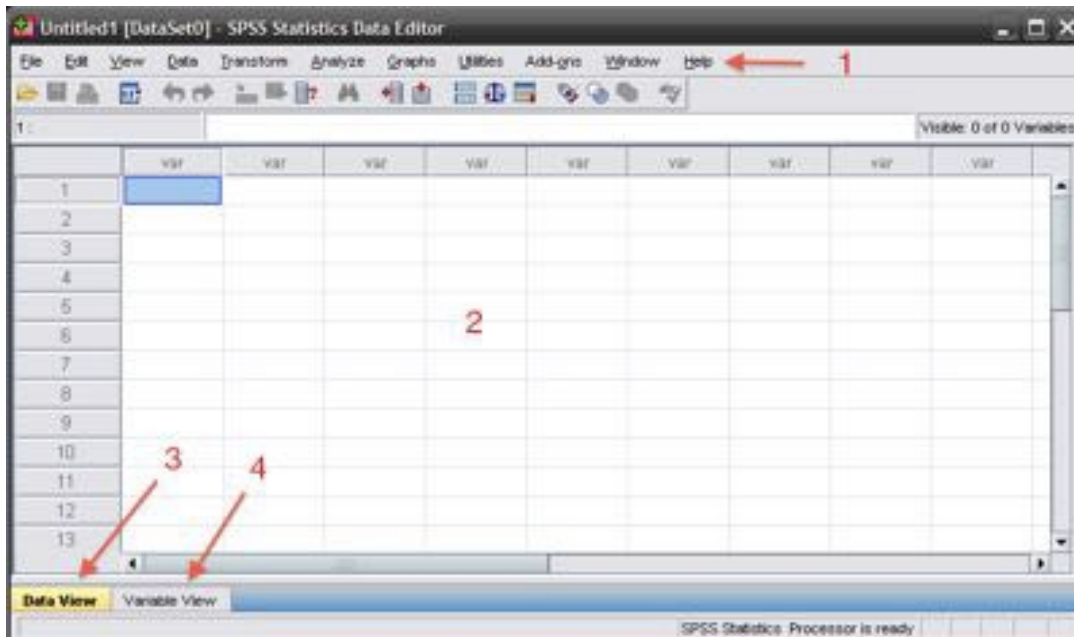 Untitled1 [DataSet0] - SPSS Statistics Data Editor
File Edit View Data Transform Analyze Graphs Utilities Add-ons Window Help 1
1 : Visible: 0 of 0 Variables
var var var var var var var var var
1
2
3
4
5
6 2
7
8
9
10 3 4
11
12
13
Data View Variable View
SPSS Statistics Processor is ready